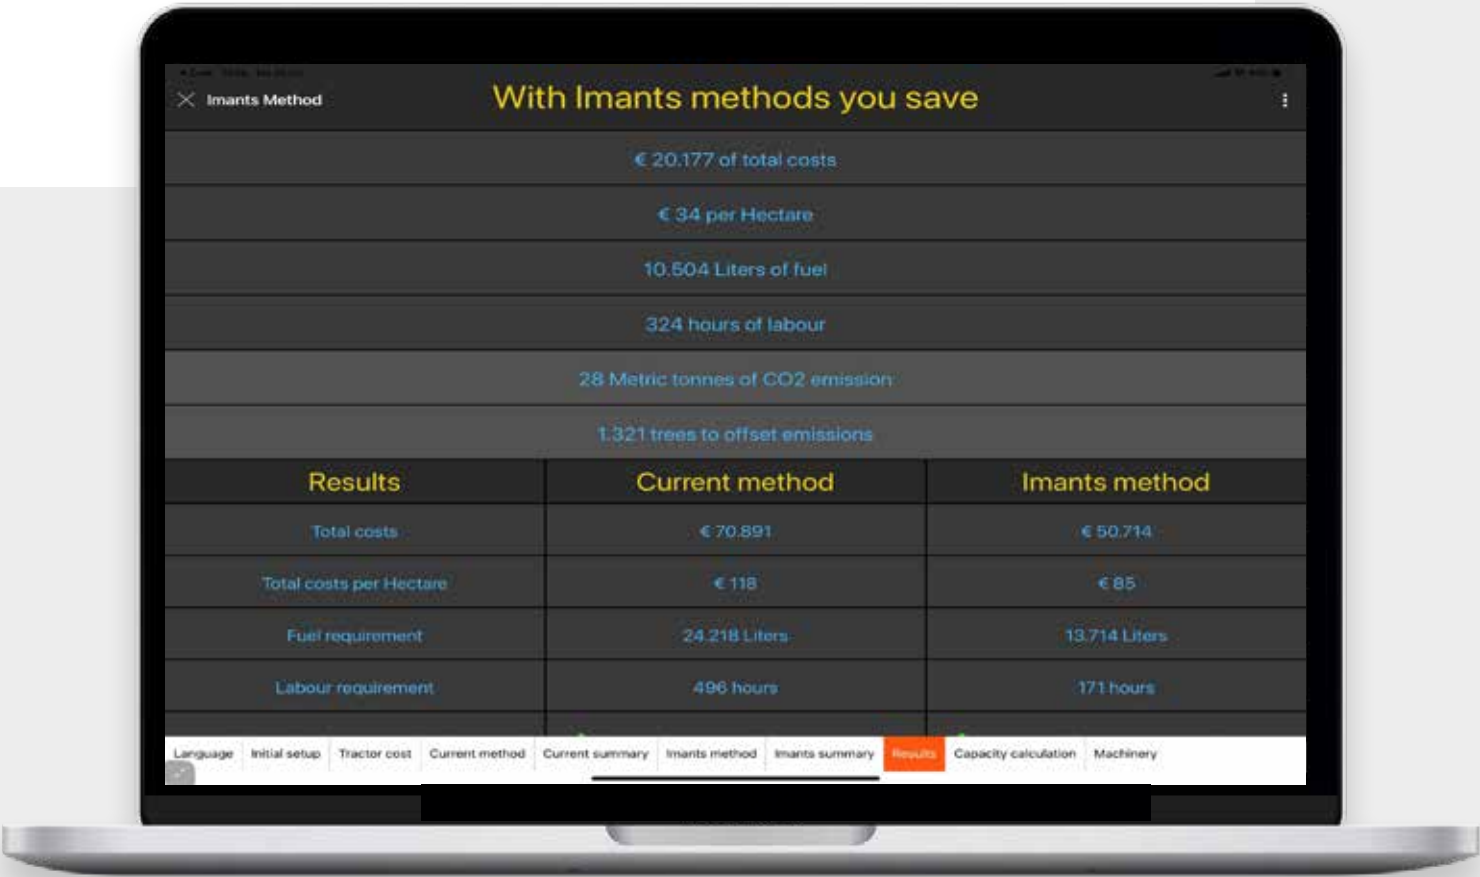 Imants Method
With Imants methods you save
€ 20.177 of total costs
€ 34 per Hectare
10.504 Liters of fuel
324 hours of labour
28 Metric tonnes of CO2 emission
1.321 trees to offset emissions
Results Current method Imants method
Total costs € 70.891 € 50.714
Total costs per Hectare € 118 € 85
Fuel requirement 24.218 Liters 13.714 Liters
Labour requirement 496 hours 171 hours
Language Initial setup Tractor cost Current method Current summary Imants method Imants summary Results Capacity calculation Machinery